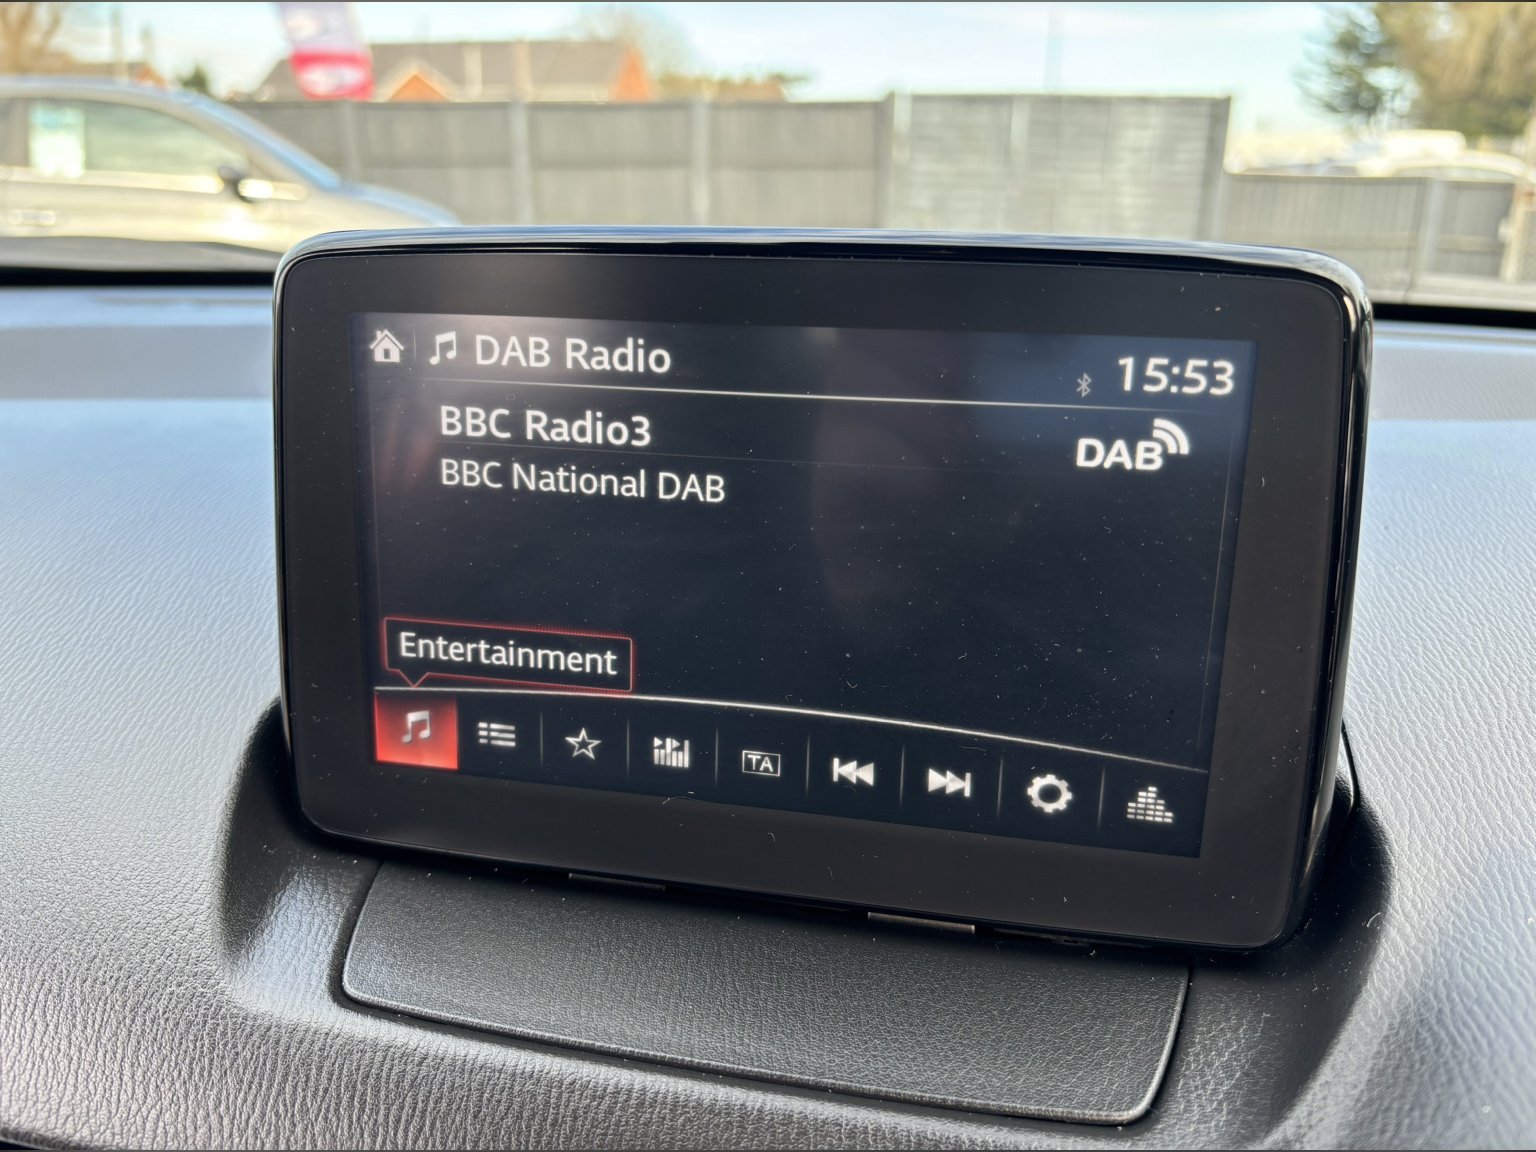 DAB Radio
15:53
BBC Radio3
DAB
BBC National DAB
Entertainment
TA